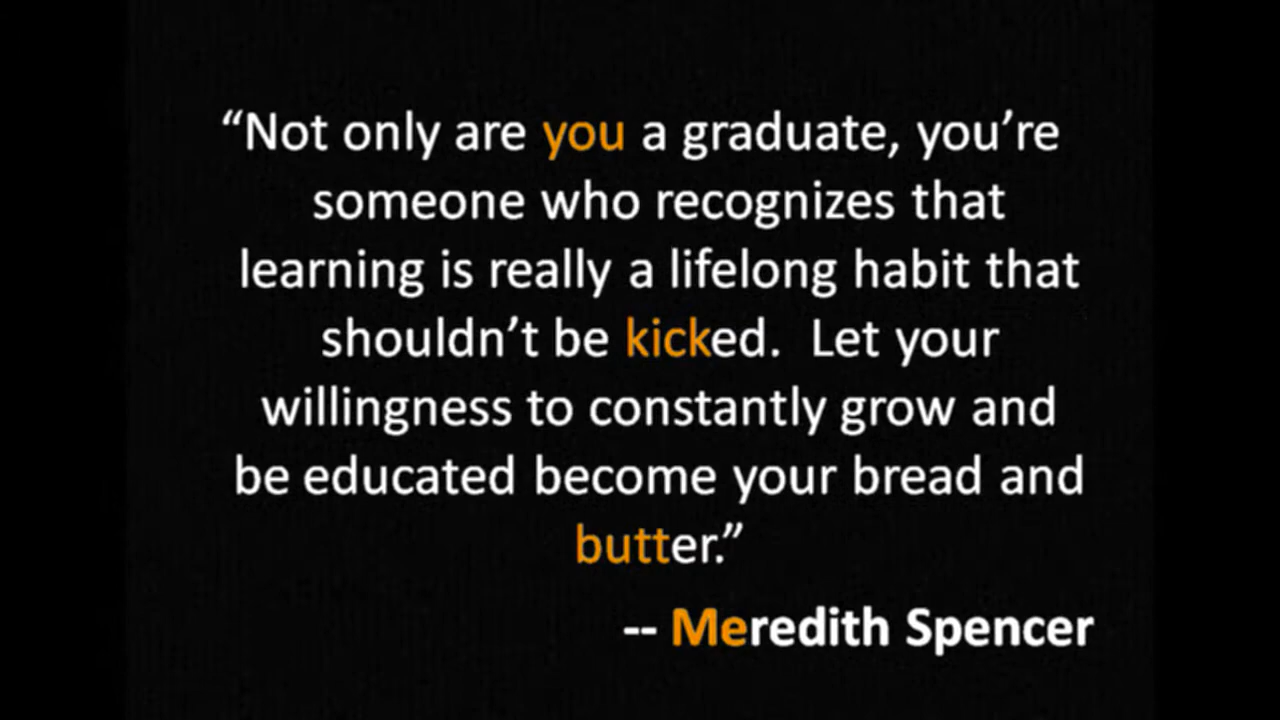 “Not only are you a graduate, you’re
someone who recognizes that
learning is really a lifelong habit that
shouldn’t be kicked.  Let your
willingness to constantly grow and
be educated become your bread and
butter.”
-- Meredith Spencer